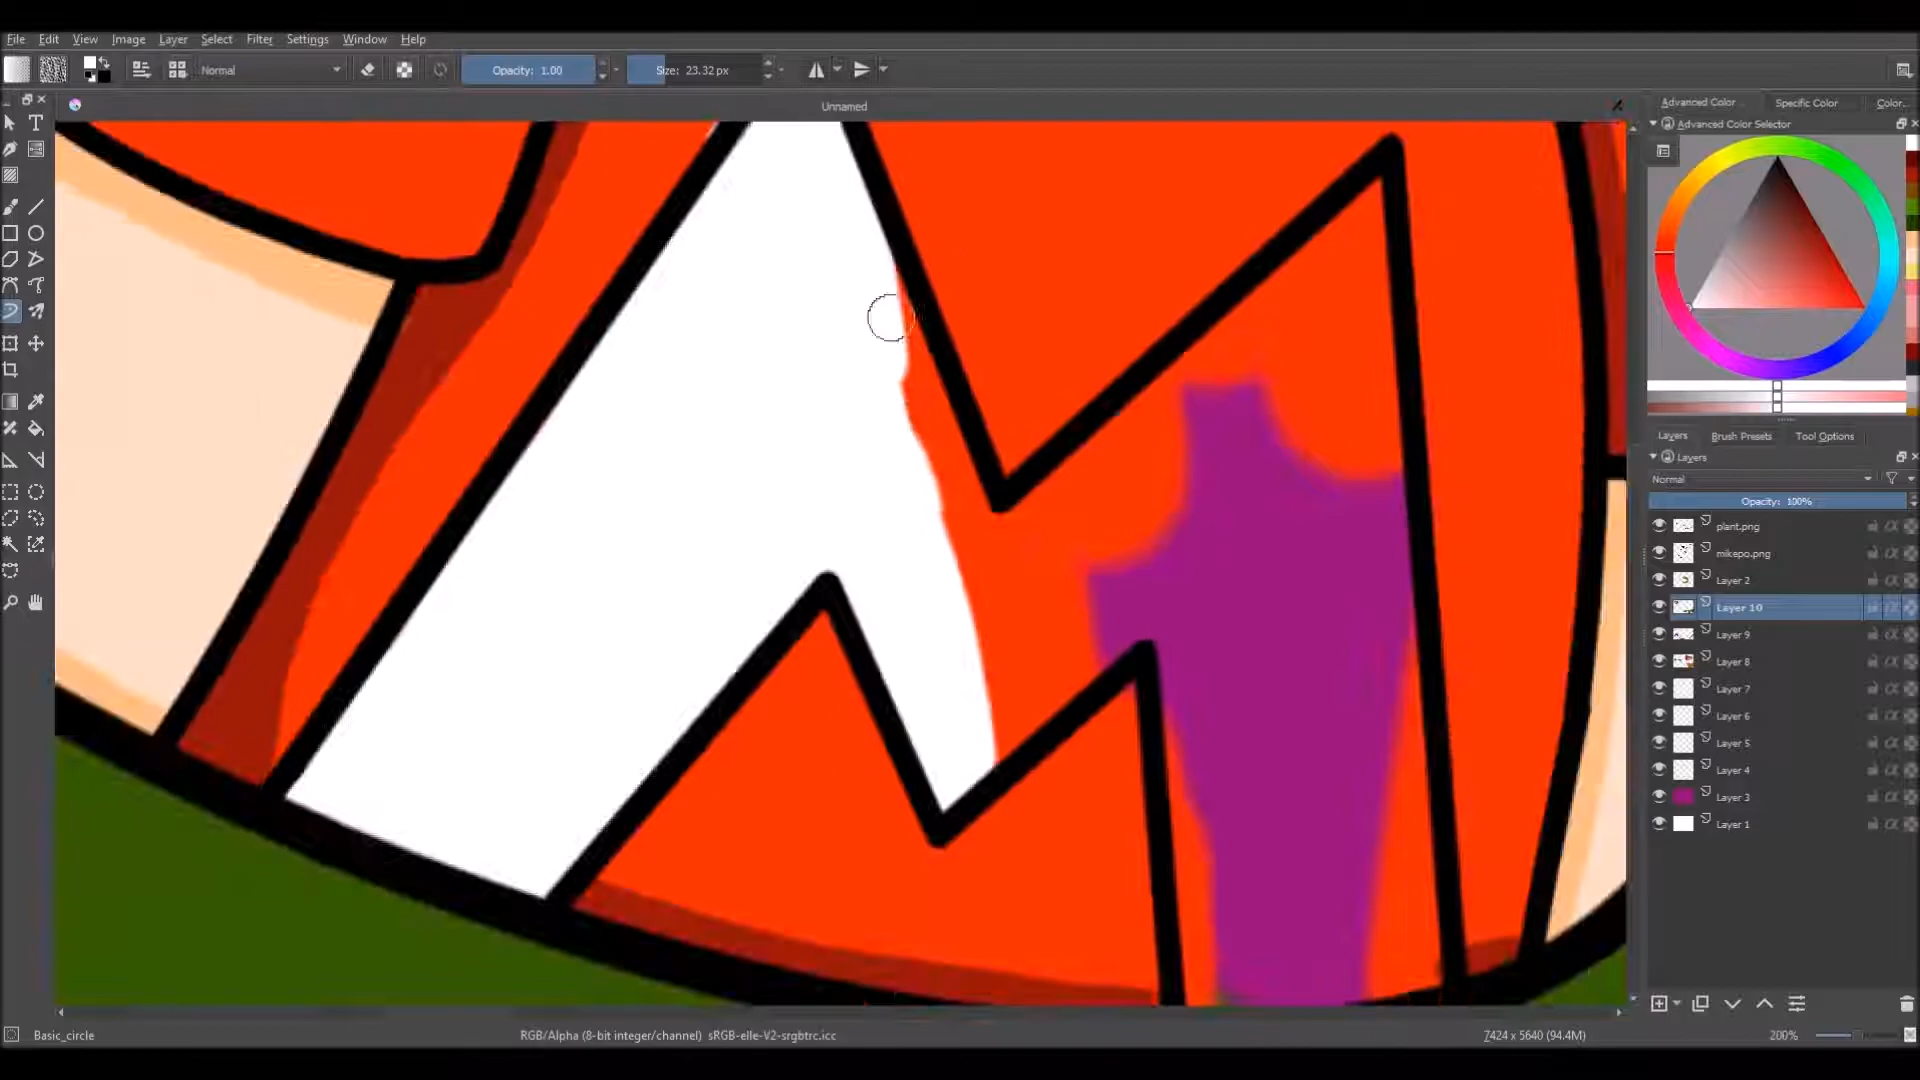 File Edit View Image Layer Select Filter Settings Window Help
Normal Opacity: 1.00 Size: 23.32 px
Unnamed
Advanced Color ... Specific Color Color...
Advanced Color Selector
Layers Brush Presets Tool Options
Layers
Normal
Opacity: 100%
plant.png
mikepo.png
Layer 2
Layer 10
Layer 9
Layer 8
Layer 7
Layer 6
Layer 5
Layer 4
Layer 3
Layer 1
Basic_circle RGB/Alpha (8-bit integer/channel) sRGB-elle-V2-srgbtrc.icc 7424 x 5640 (94.4M) 200%